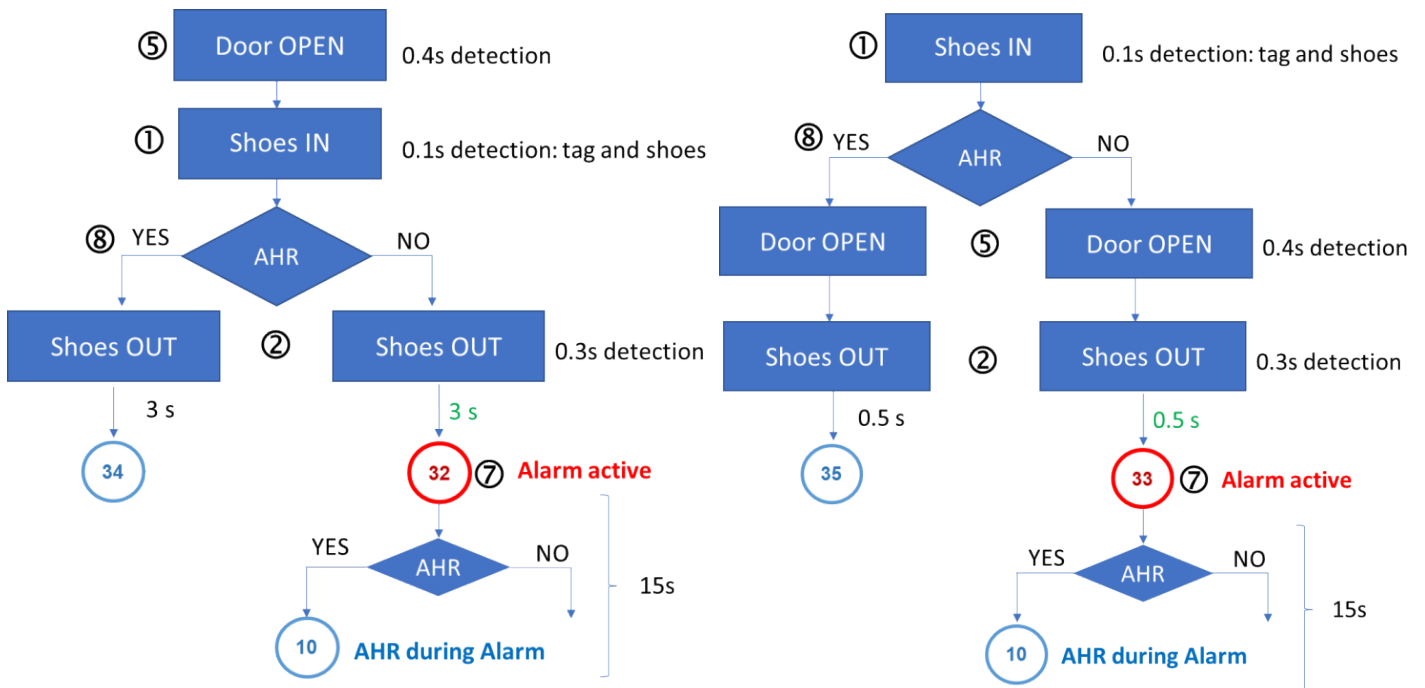 ⑤ Door OPEN 0.4s detection
① Shoes IN 0.1s detection: tag and shoes
⑧ YES AHR NO
Shoes OUT ② Shoes OUT 0.3s detection
3 s 3 s
34 32 ⑦ Alarm active
YES AHR NO
15s
10 AHR during Alarm
① Shoes IN 0.1s detection: tag and shoes
⑧ YES AHR NO
Door OPEN ⑤ Door OPEN 0.4s detection
Shoes OUT ② Shoes OUT 0.3s detection
0.5 s 0.5 s
35 33 ⑦ Alarm active
YES AHR NO
15s
10 AHR during Alarm